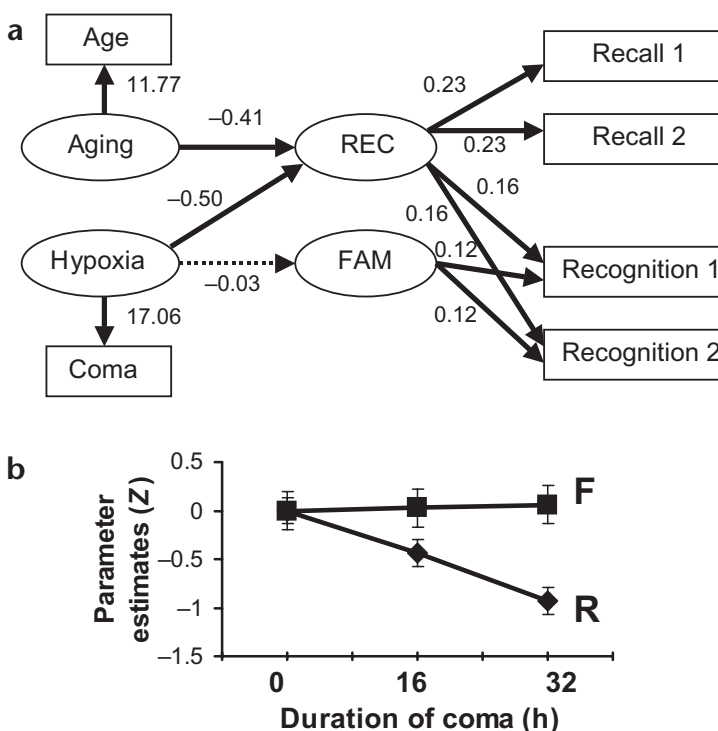 a
Age
11.77
Aging
–0.41
REC
0.23
Recall 1
0.23
Recall 2
–0.50
0.16
0.16
Hypoxia
–0.03
FAM
0.12
0.12
Recognition 1
17.06
Coma
Recognition 2
b
Parameter
estimates (Z)
0.5
0
–0.5
–1
–1.5
F
R
0 16 32
Duration of coma (h)